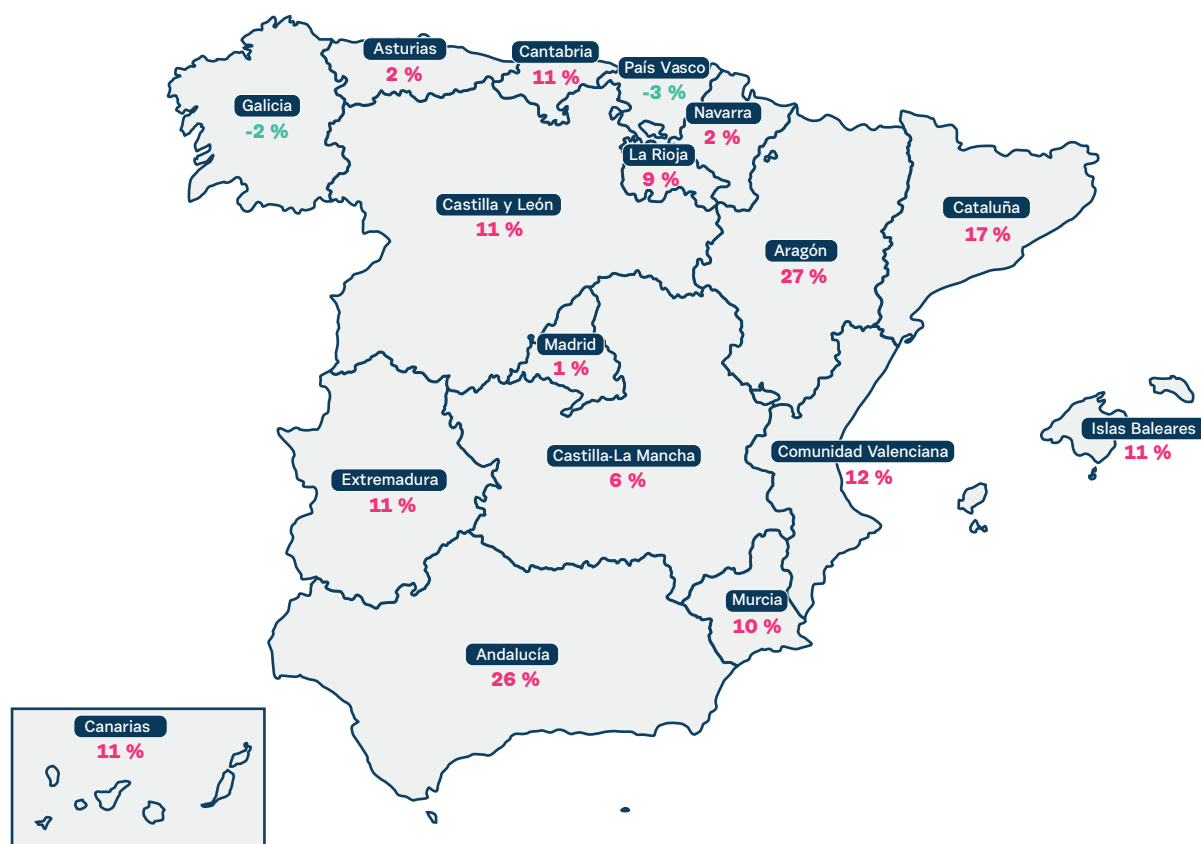 Asturias
2 %
Cantabria
11 %
País Vasco
-3 %
Galicia
-2 %
Navarra
2 %
La Rioja
9 %
Castilla y León
11 %
Cataluña
17 %
Aragón
27 %
Madrid
1 %
Islas Baleares
11 %
Castilla-La Mancha
6 %
Comunidad Valenciana
12 %
Extremadura
11 %
Murcia
10 %
Andalucía
26 %
Canarias
11 %